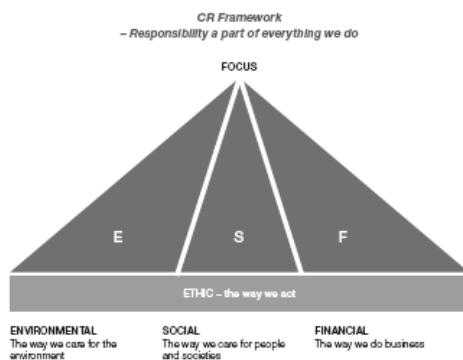 CR Framework
– Responsibility a part of everything we do
FOCUS
E S F
ETHIC – the way we act
ENVIRONMENTAL
The way we care for the
environment
SOCIAL
The way we care for people
and societies
FINANCIAL
The way we do business